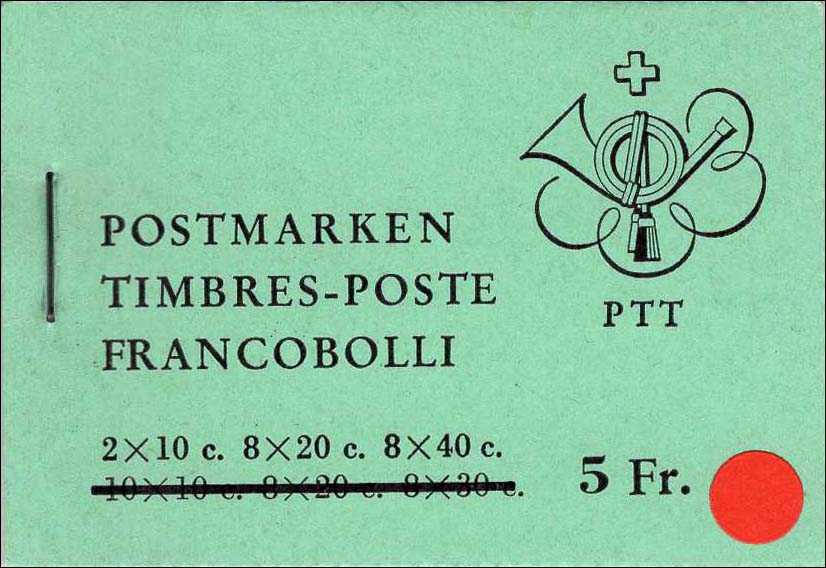 POSTMARKEN
TIMBRES-POSTE
FRANCOBOLLI
PTT
2×10 c. 8×20 c. 8×40 c.
10×10 c. 8×20 c. 8×30 c.
5 Fr.